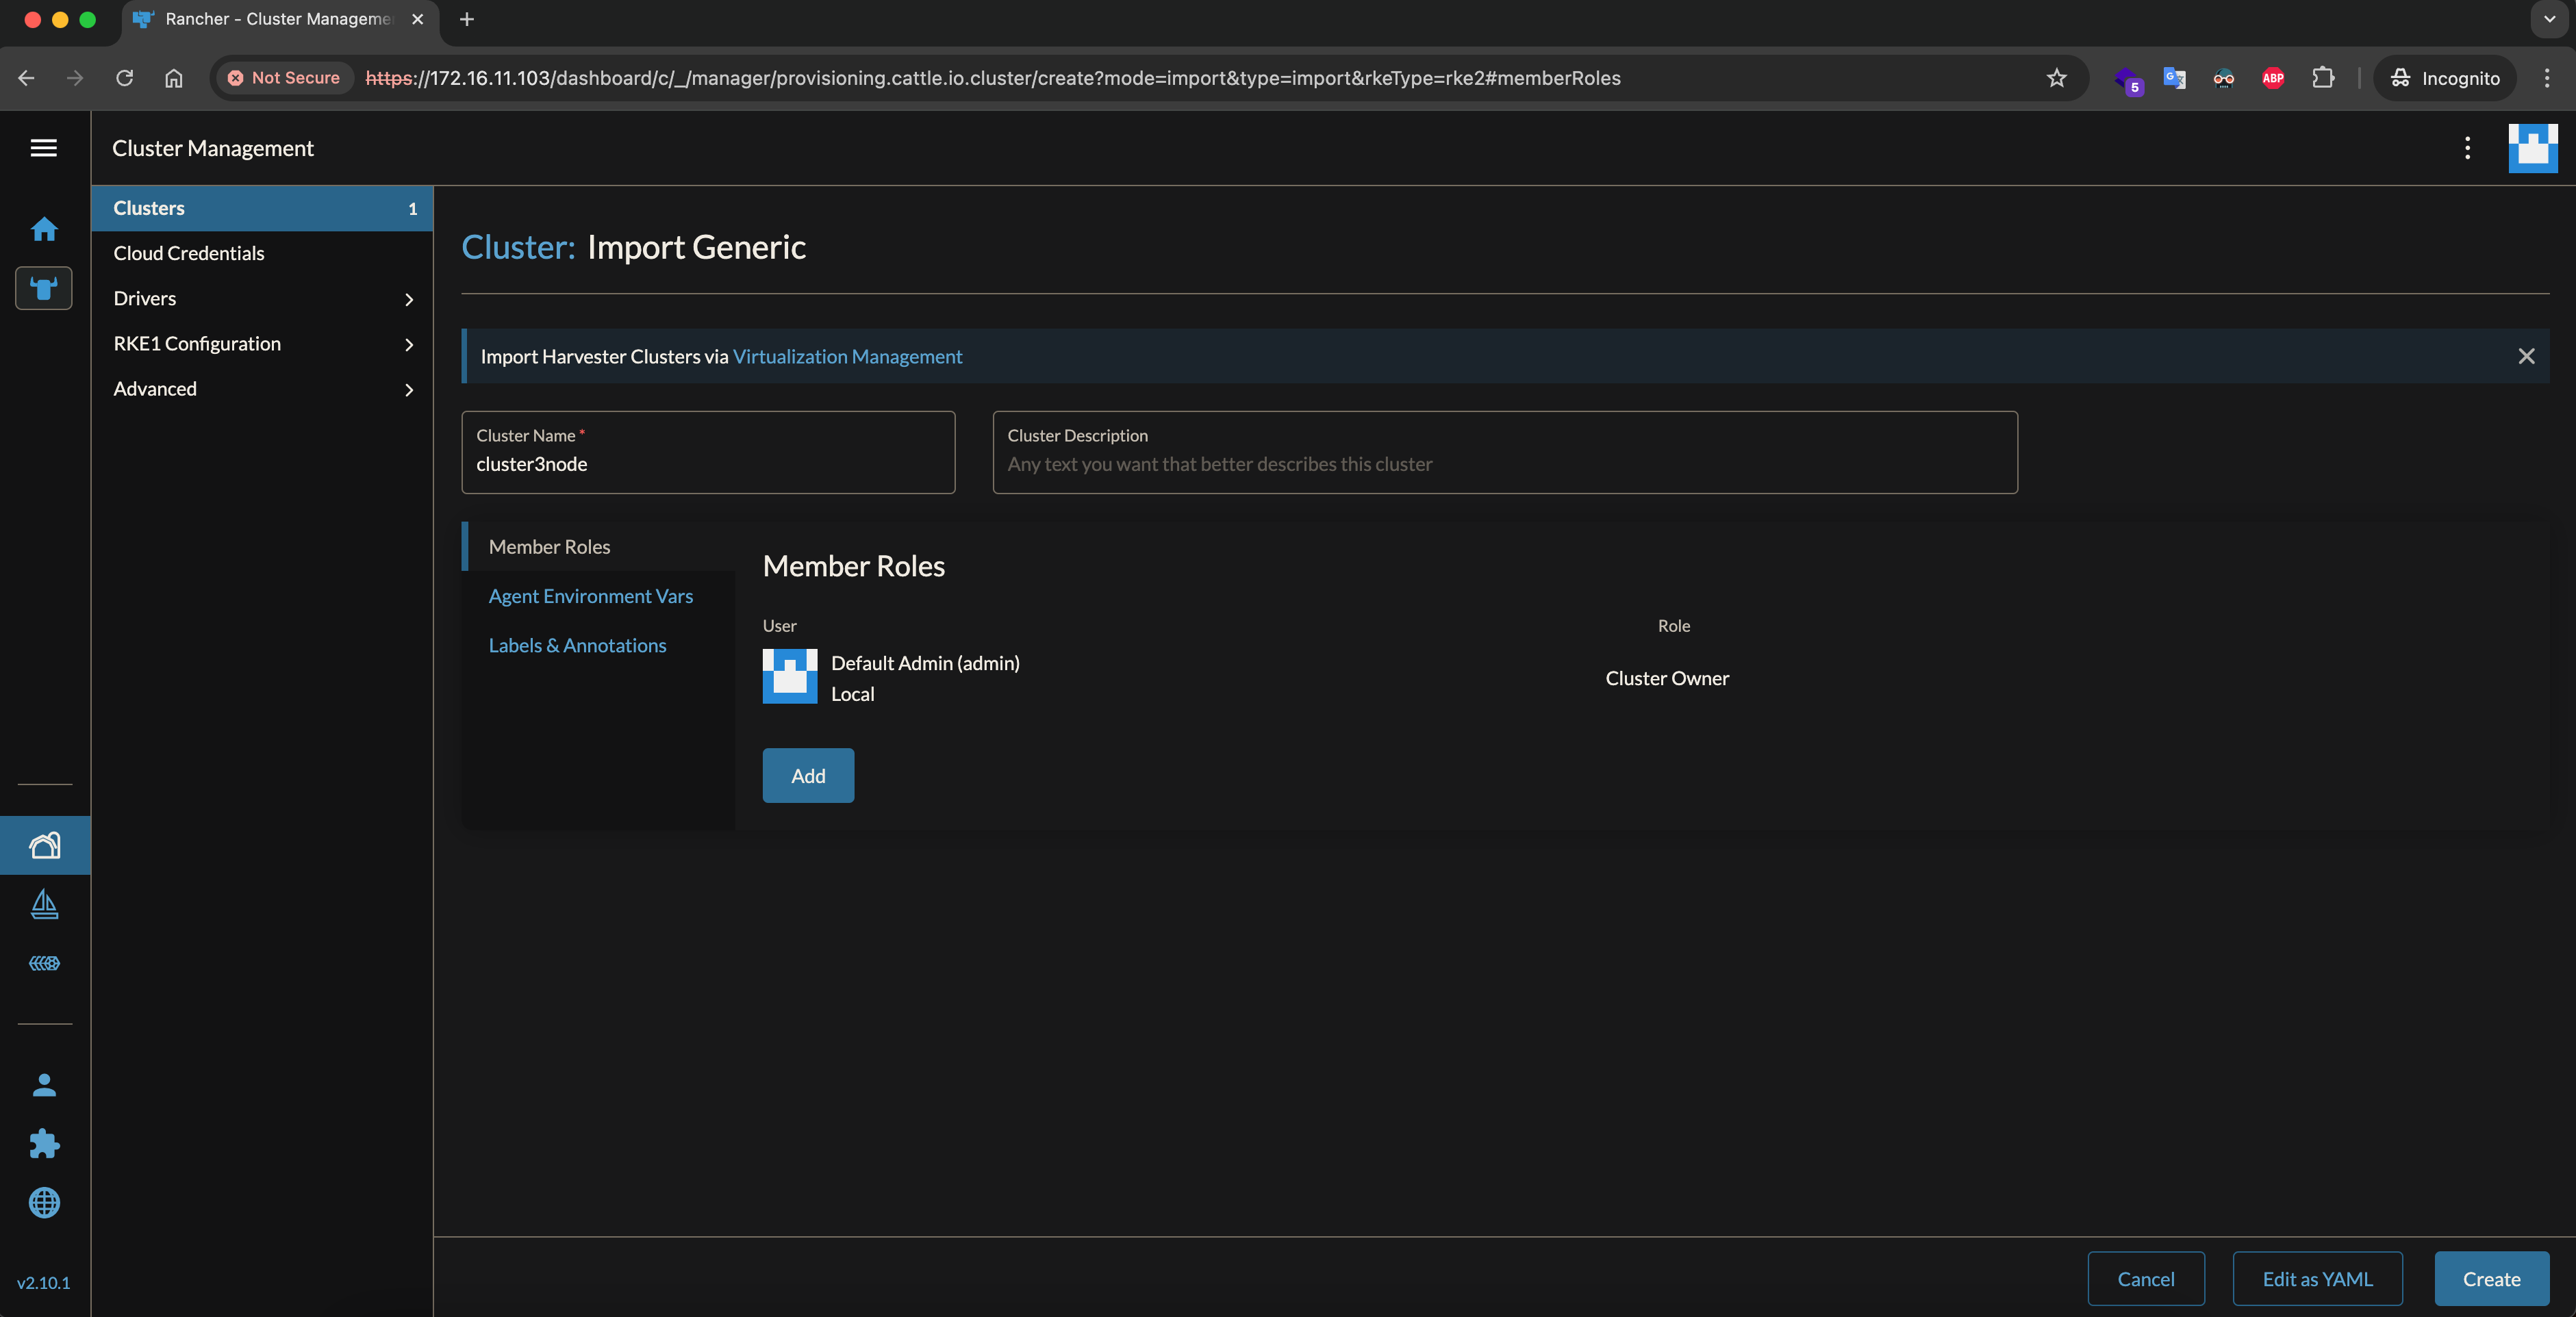 Rancher - Cluster Manageme
Not Secure
https://172.16.11.103/dashboard/c/_/manager/provisioning.cattle.io.cluster/create?mode=import&type=import&rkeType=rke2#memberRoles
5
G
ABP
Incognito
Cluster Management
Clusters 1
Cloud Credentials
Drivers
RKE1 Configuration
Advanced
Cluster: Import Generic
Import Harvester Clusters via Virtualization Management
Cluster Name *
cluster3node
Cluster Description
Any text you want that better describes this cluster
Member Roles
Agent Environment Vars
Labels & Annotations
Member Roles
User Role
Default Admin (admin)
Local
Cluster Owner
Add
v2.10.1
Cancel
Edit as YAML
Create